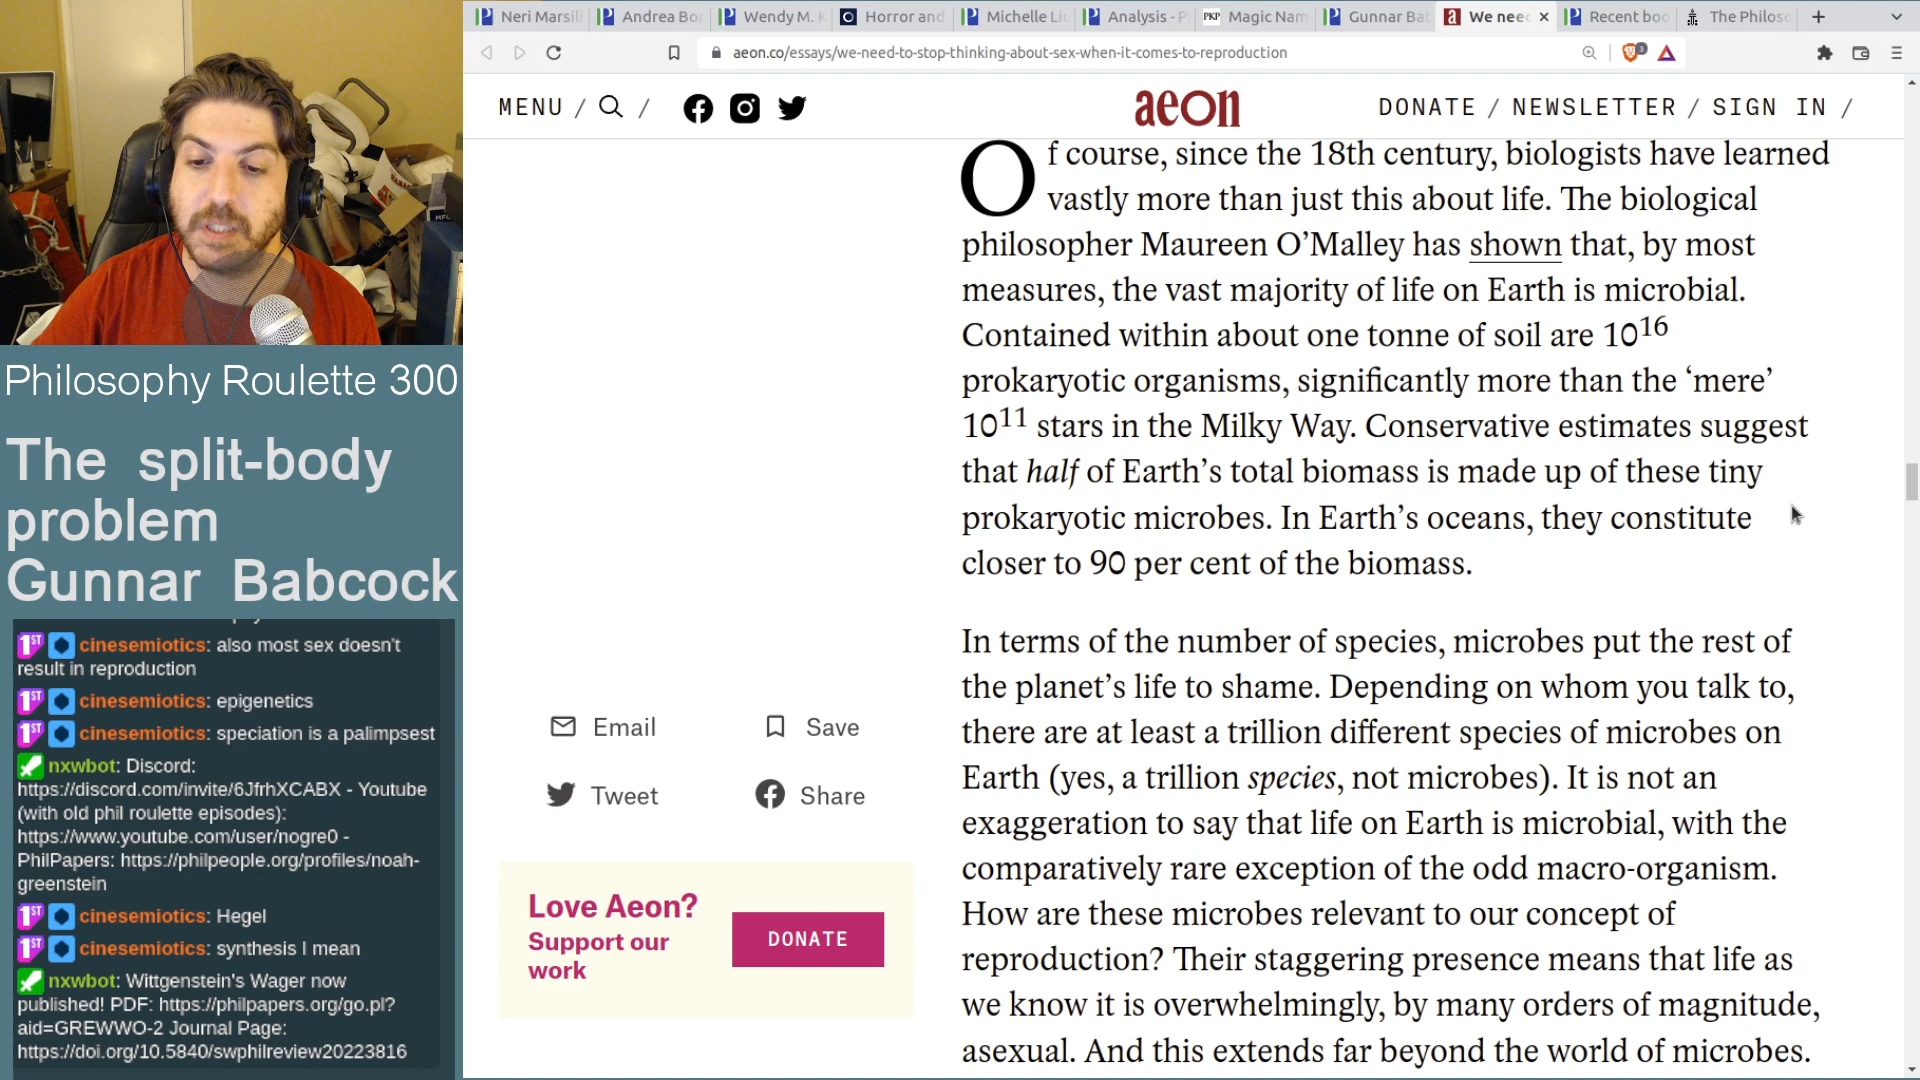 Neri Marsil
Andrea Bor
Wendy M. K
Horror and
Michelle Liu
Analysis - P
PKP Magic Nam
Gunnar Bab
We need
Recent boo
The Philoso
aeon.co/essays/we-need-to-stop-thinking-about-sex-when-it-comes-to-reproduction
MENU /
/
aeon
DONATE / NEWSLETTER / SIGN IN /
Of course, since the 18th century, biologists have learned
vastly more than just this about life. The biological
philosopher Maureen O’Malley has shown that, by most
measures, the vast majority of life on Earth is microbial.
Contained within about one tonne of soil are 10¹⁶
prokaryotic organisms, significantly more than the ‘mere’
10¹¹ stars in the Milky Way. Conservative estimates suggest
that half of Earth’s total biomass is made up of these tiny
prokaryotic microbes. In Earth’s oceans, they constitute
closer to 90 per cent of the biomass.
In terms of the number of species, microbes put the rest of
the planet’s life to shame. Depending on whom you talk to,
there are at least a trillion different species of microbes on
Earth (yes, a trillion species, not microbes). It is not an
exaggeration to say that life on Earth is microbial, with the
comparatively rare exception of the odd macro-organism.
How are these microbes relevant to our concept of
reproduction? Their staggering presence means that life as
we know it is overwhelmingly, by many orders of magnitude,
asexual. And this extends far beyond the world of microbes.
Email
Save
Tweet
Share
Love Aeon?
Support our
work
DONATE
Philosophy Roulette 300
The split-body
problem
Gunnar Babcock
1ST cinesemiotics: also most sex doesn't
result in reproduction
1ST cinesemiotics: epigenetics
1ST cinesemiotics: speciation is a palimpsest
nxwbot: Discord:
https://discord.com/invite/6JfrhXCABX - Youtube
(with old phil roulette episodes):
https://www.youtube.com/user/nogre0 -
PhilPapers: https://philpeople.org/profiles/noah-
greenstein
1ST cinesemiotics: Hegel
1ST cinesemiotics: synthesis I mean
nxwbot: Wittgenstein's Wager now
published! PDF: https://philpapers.org/go.pl?
aid=GREWWO-2 Journal Page:
https://doi.org/10.5840/swphilreview20223816